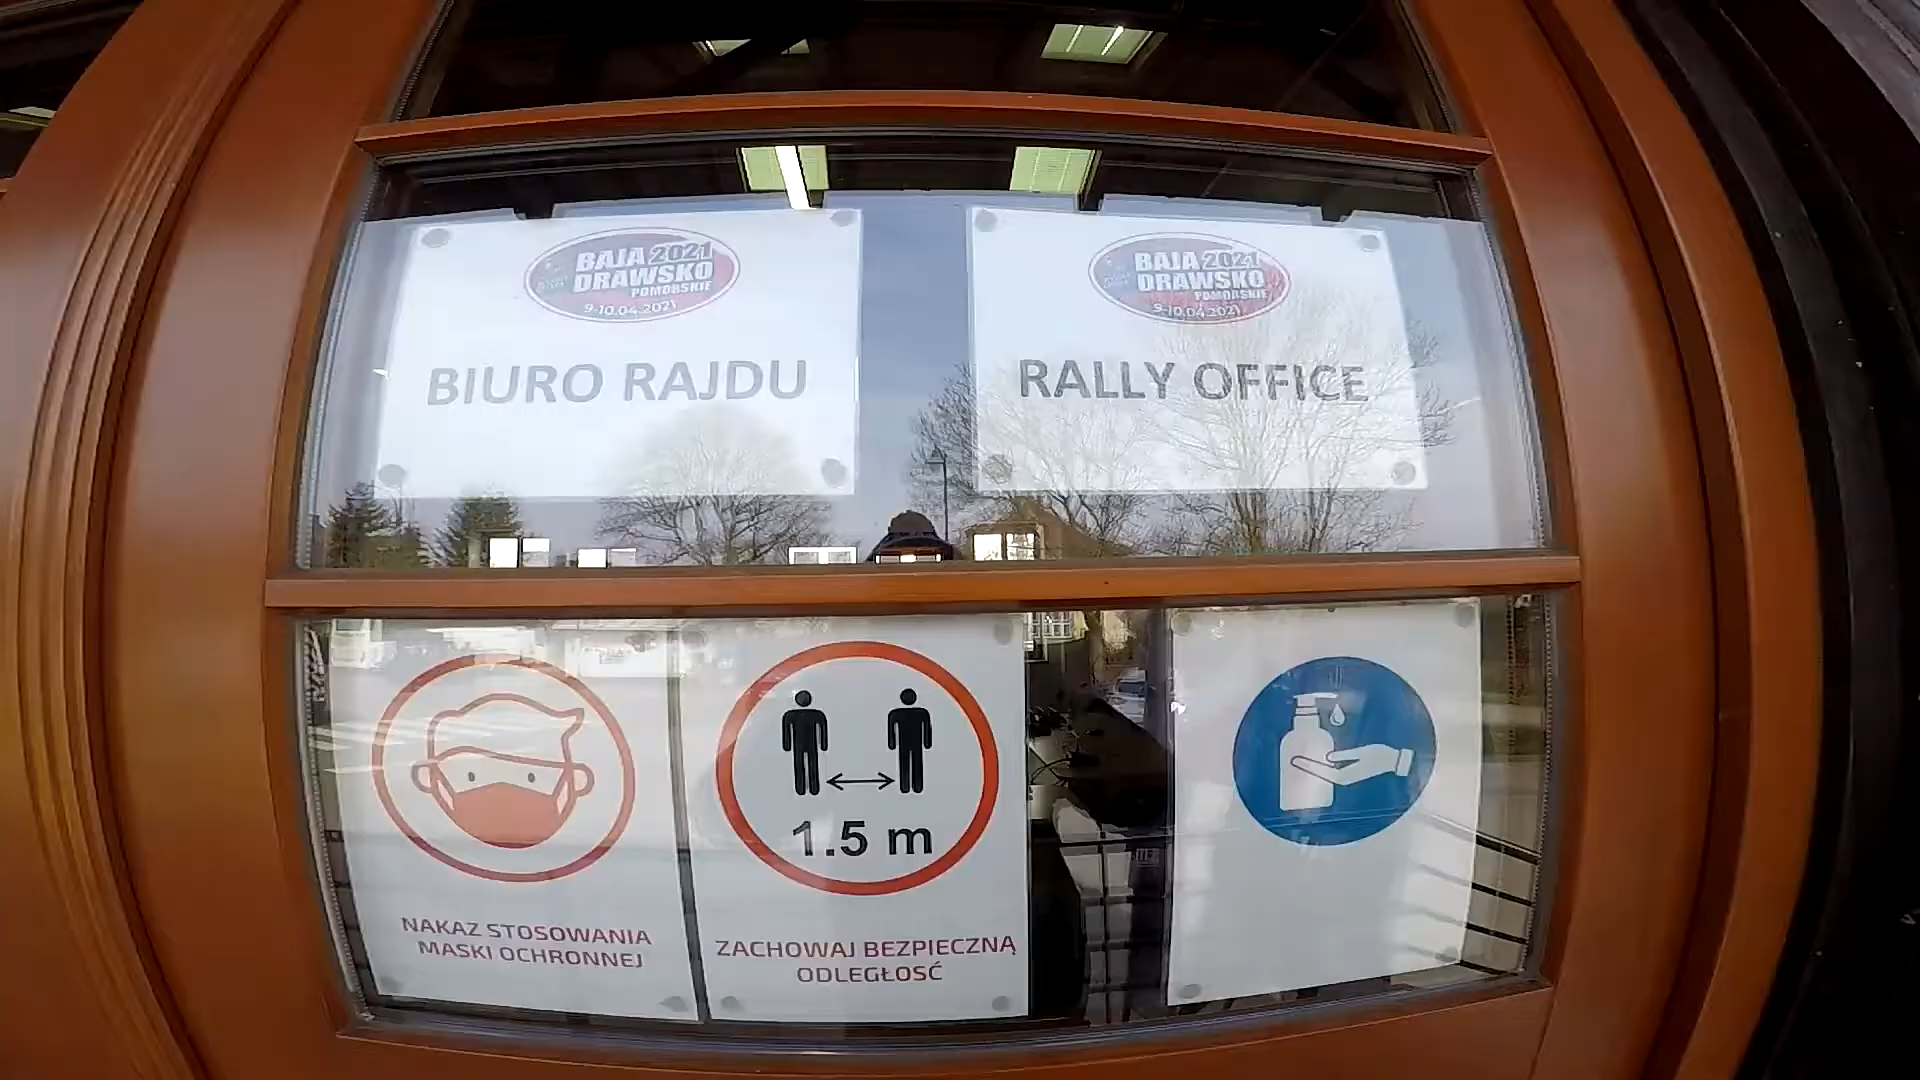 BAJA 2021
DRAWSKO
POMORSKIE
9-10.04.2021
BIURO RAJDU
BAJA 2021
DRAWSKO
POMORSKIE
9-10.04.2021
RALLY OFFICE
NAKAZ STOSOWANIA
MASKI OCHRONNEJ
1.5 m
ZACHOWAJ BEZPIECZNĄ
ODLEGŁOŚĆ